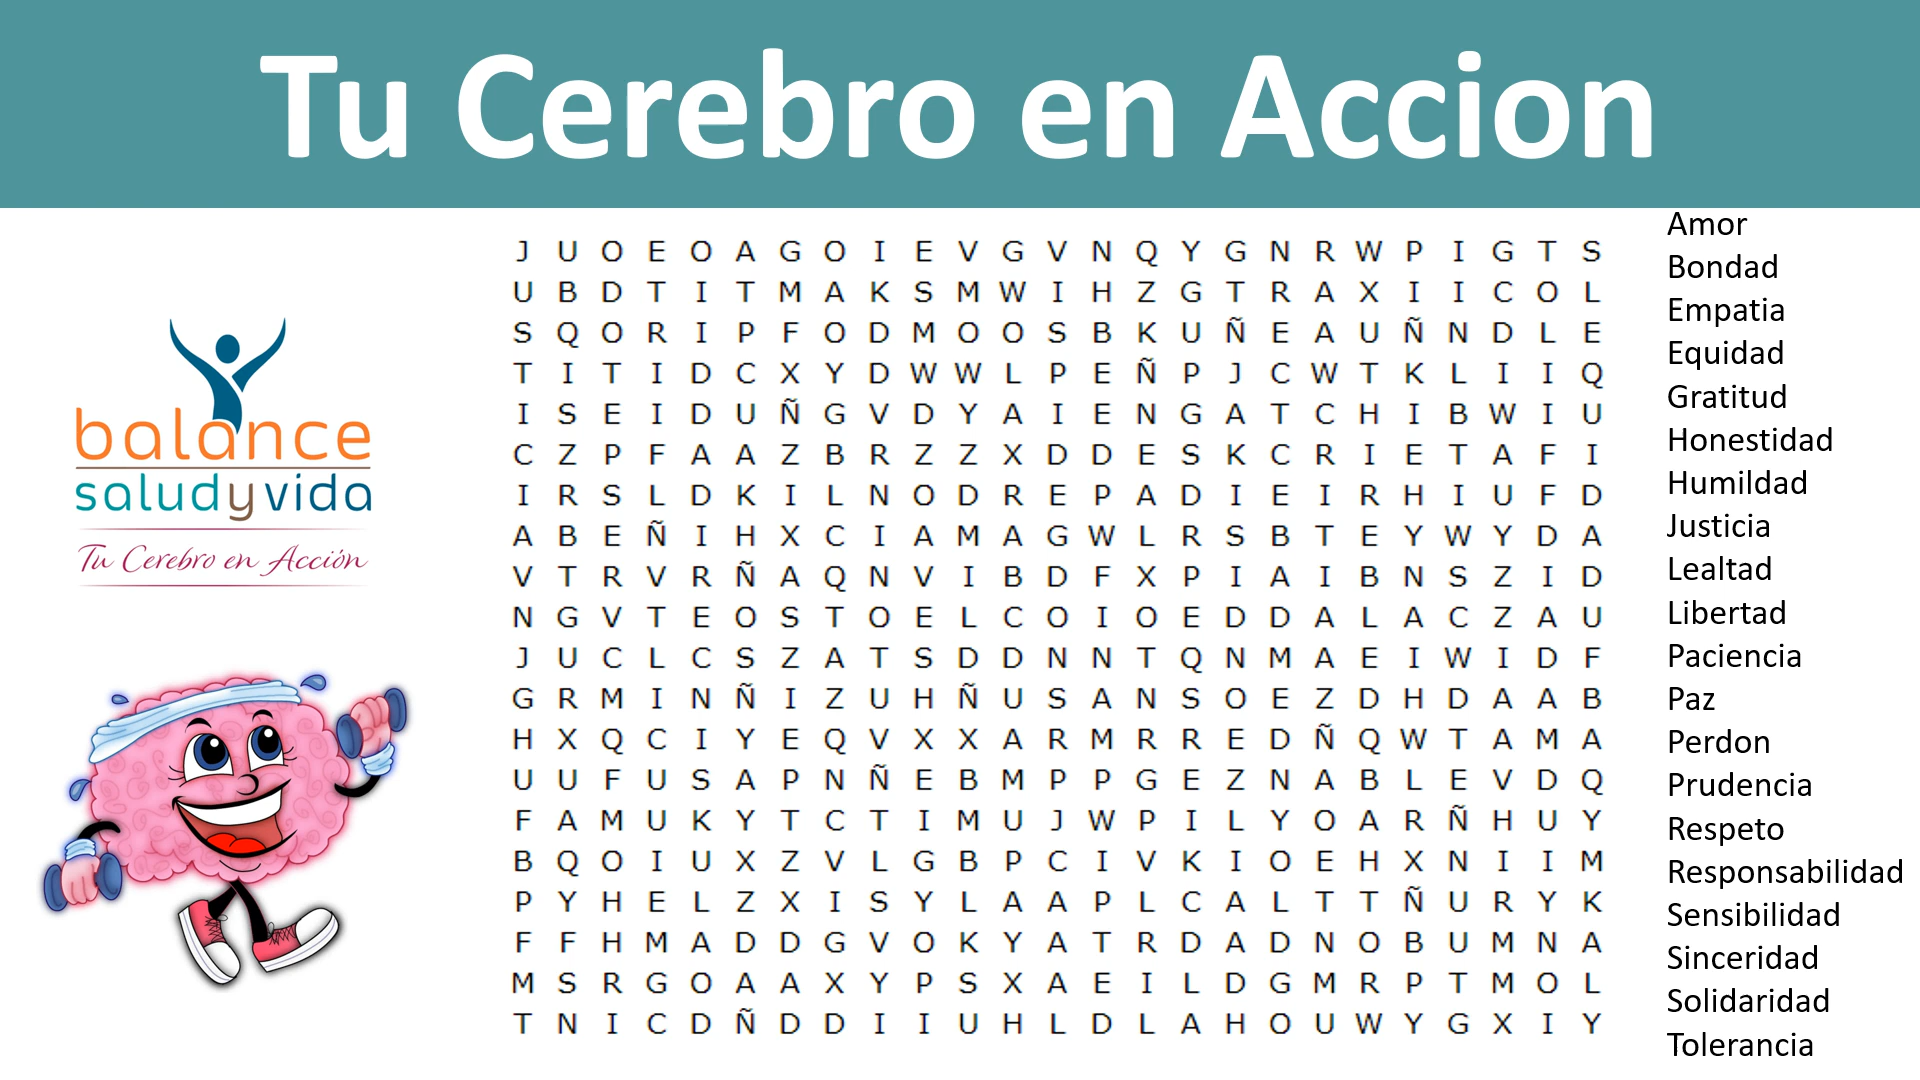 Tu Cerebro en Accion
balance
saludyvida
Tu Cerebro en Acción
J U O E O A G O I E V G V N Q Y G N R W P I G T S
U B D T I T M A K S M W I H Z G T R A X I I C O L
S Q O R I P F O D M O O S B K U Ñ E A U Ñ N D L E
T I T I D C X Y D W W L P E Ñ P J C W T K L I I Q
I S E I D U Ñ G V D Y A I E N G A T C H I B W I U
C Z P F A A Z B R Z Z X D D E S K C R I E T A F I
I R S L D K I L N O D R E P A D I E I R H I U F D
A B E Ñ I H X C I A M A G W L R S B T E Y W Y D A
V T R V R Ñ A Q N V I B D F X P I A I B N S Z I D
N G V T E O S T O E L C O I O E D D A L A C Z A U
J U C L C S Z A T S D D N N T Q N M A E I W I D F
G R M I N Ñ I Z U H Ñ U S A N S O E Z D H D A A B
H X Q C I Y E Q V X X A R M R R E D Ñ Q W T A M A
U U F U S A P N Ñ E B M P P G E Z N A B L E V D Q
F A M U K Y T C T I M U J W P I L Y O A R Ñ H U Y
B Q O I U X Z V L G B P C I V K I O E H X N I I M
P Y H E L Z X I S Y L A A P L C A L T T Ñ U R Y K
F F H M A D D G V O K Y A T R D A D N O B U M N A
M S R G O A A X Y P S X A E I L D G M R P T M O L
T N I C D Ñ D D I I U H L D L A H O U W Y G X I Y
Amor
Bondad
Empatia
Equidad
Gratitud
Honestidad
Humildad
Justicia
Lealtad
Libertad
Paciencia
Paz
Perdon
Prudencia
Respeto
Responsabilidad
Sensibilidad
Sinceridad
Solidaridad
Tolerancia